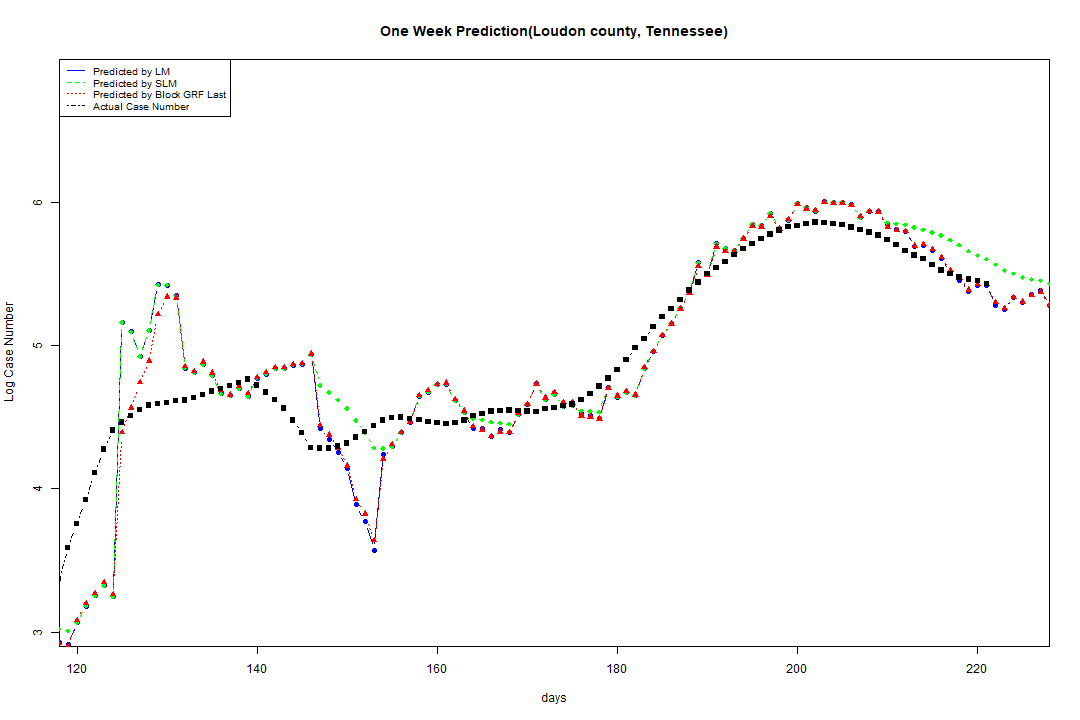 One Week Prediction(Loudon county, Tennessee)
Predicted by LM
Predicted by SLM
Predicted by Block GRF Last
Actual Case Number
Log Case Number
6
5
4
3
120 140 160 180 200 220
days